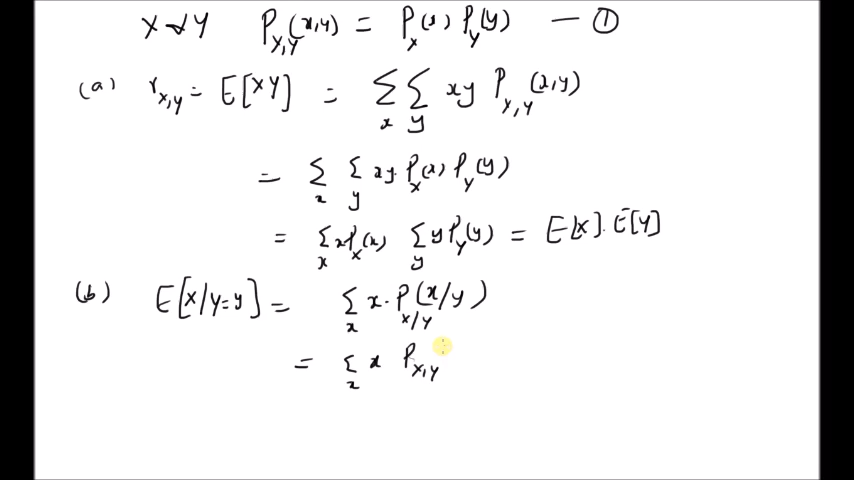 X & Y P_{X,Y}(x,y) = P_X(x) P_Y(y) — ①
(a) r_{X,Y} = E[XY] = Σ_x Σ_y xy P_{X,Y}(x,y)
= Σ_x Σ_y xy P_X(x) P_Y(y)
= Σ_x x P_X(x) Σ_y y P_Y(y) = E[X]. E[Y]
(b) E[X/Y=y] = Σ_x x. P_{X/Y}(x/y)
= Σ_x x P_{X,Y}